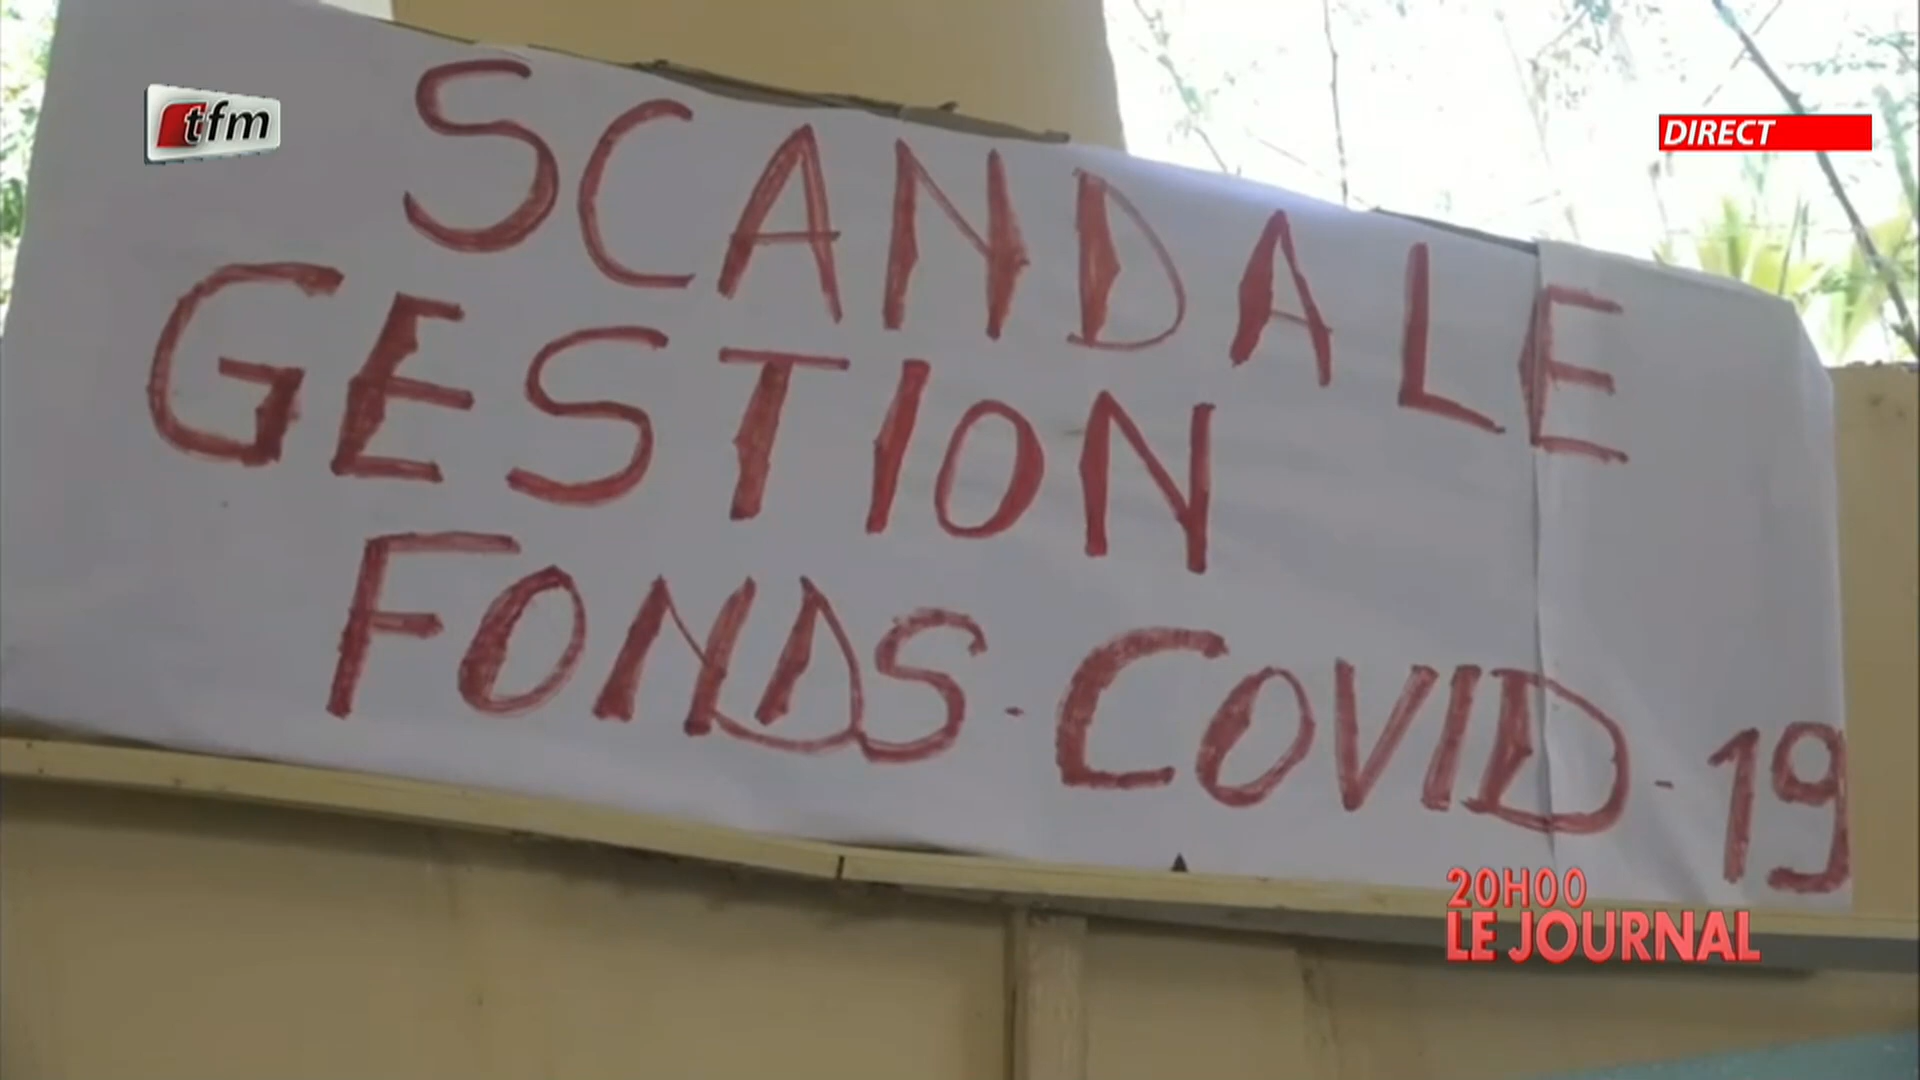 tfm
DIRECT
SCANDALE
GESTION
FONDS-COVID-19
20H00
LE JOURNAL